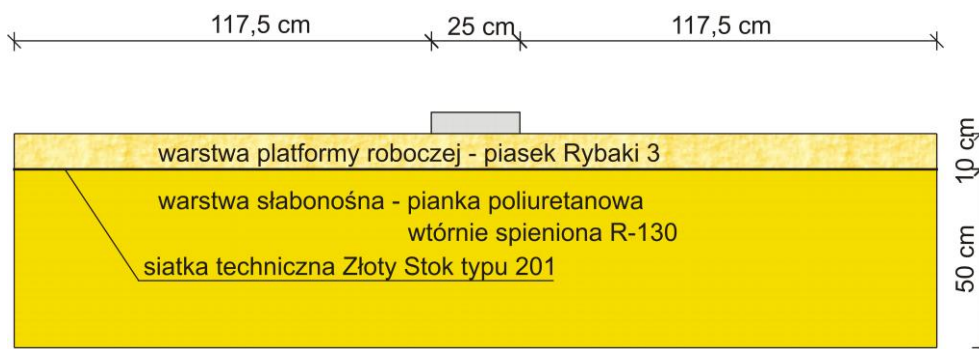 117,5 cm
25 cm
117,5 cm
warstwa platformy roboczej - piasek Rybaki 3
10 cm
warstwa słabonośna - pianka poliuretanowa
wtórnie spieniona R-130
siatka techniczna Złoty Stok typu 201
50 cm